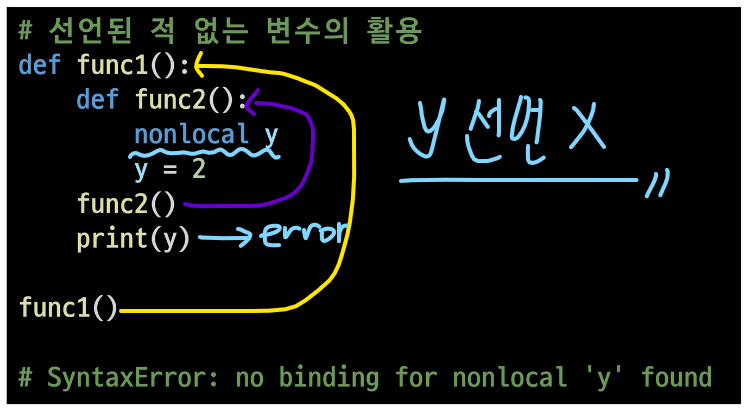 # 선언된 적 없는 변수의 활용
def func1():
    def func2():
        nonlocal y
        y = 2
    func2()
    print(y) → error
func1()
# SyntaxError: no binding for nonlocal 'y' found
y 선언 X